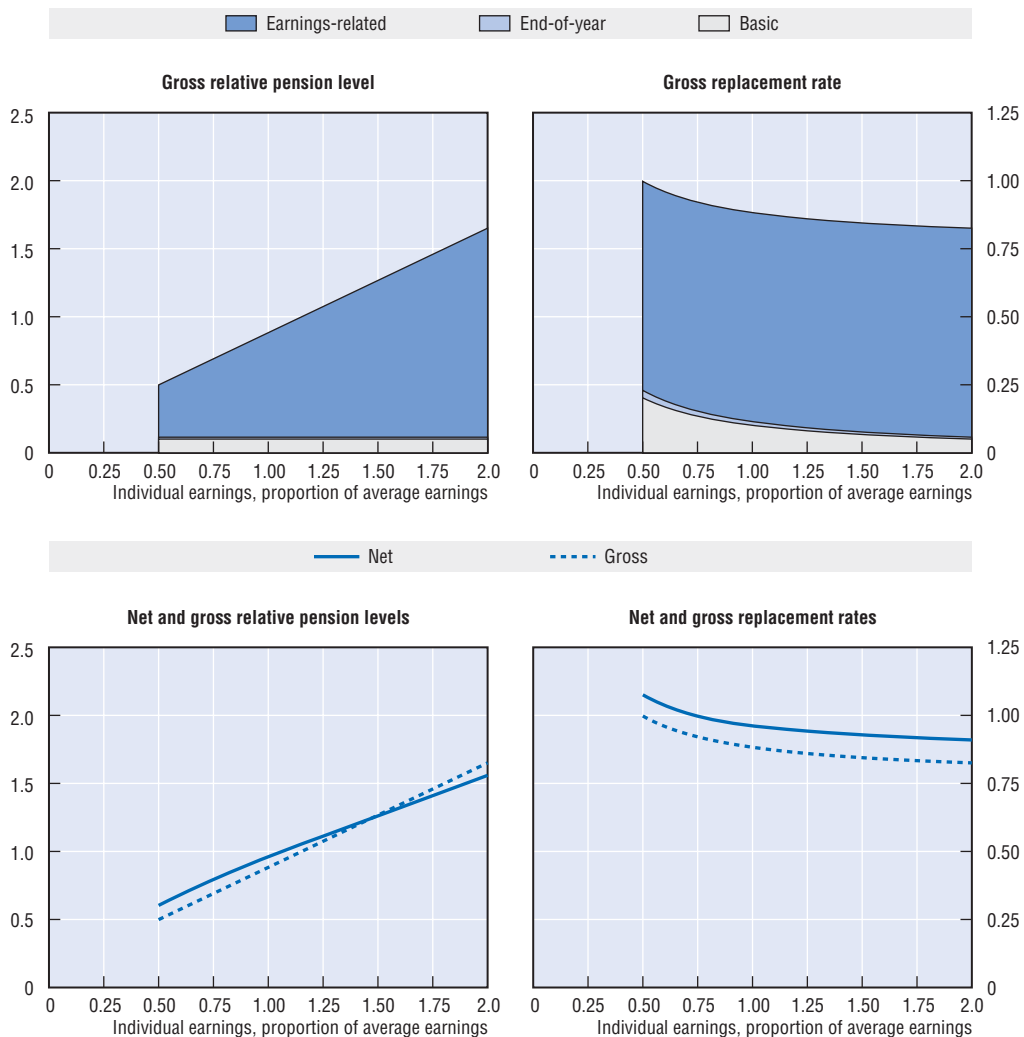 Earnings-related End-of-year Basic
Gross relative pension level Gross replacement rate
2.5
2.0
1.5
1.0
0.5
0
1.25
1.00
0.75
0.50
0.25
0
0 0.25 0.50 0.75 1.00 1.25 1.50 1.75 2.0
Individual earnings, proportion of average earnings
0 0.25 0.50 0.75 1.00 1.25 1.50 1.75 2.0
Individual earnings, proportion of average earnings
Net Gross
Net and gross relative pension levels Net and gross replacement rates
2.5
2.0
1.5
1.0
0.5
0
1.25
1.00
0.75
0.50
0.25
0
0 0.25 0.50 0.75 1.00 1.25 1.50 1.75 2.0
Individual earnings, proportion of average earnings
0 0.25 0.50 0.75 1.00 1.25 1.50 1.75 2.0
Individual earnings, proportion of average earnings